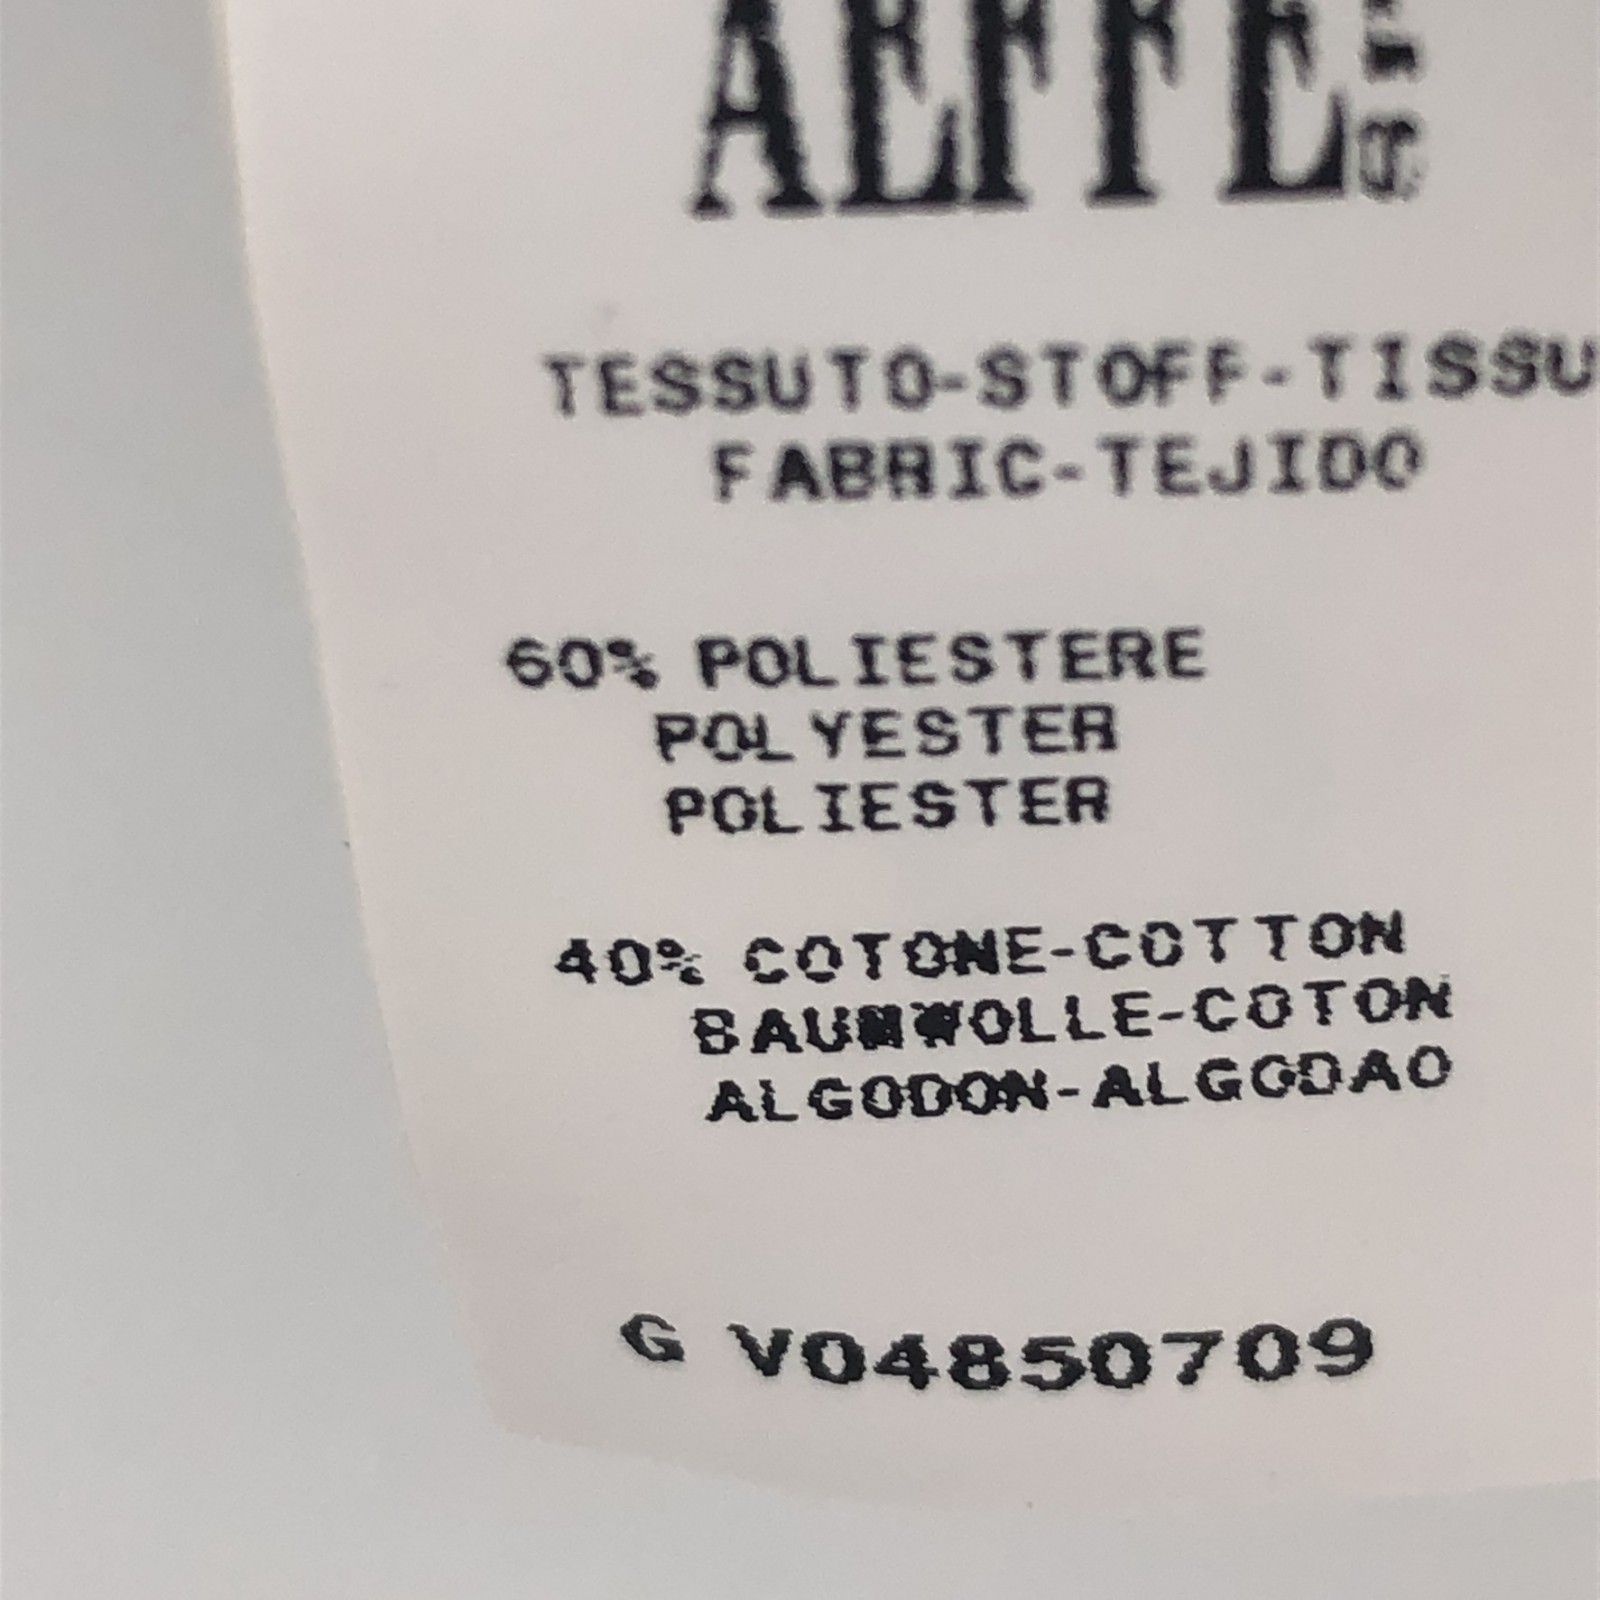 AEFFE
TESSUTO-STOFF-TISSU
FABRIC-TEJIDO
60% POLIESTERE
POLYESTER
POLIESTER
40% COTONE-COTTON
BAUMWOLLE-COTON
ALGODON-ALGODAO
G V04850709